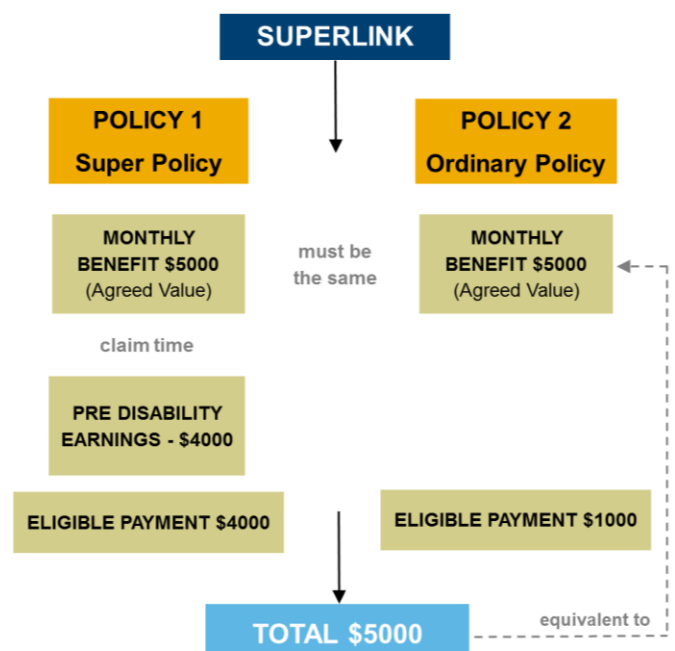 SUPERLINK
POLICY 1
Super Policy
POLICY 2
Ordinary Policy
MONTHLY
BENEFIT $5000
(Agreed Value)
must be
the same
MONTHLY
BENEFIT $5000
(Agreed Value)
claim time
PRE DISABILITY
EARNINGS - $4000
ELIGIBLE PAYMENT $4000
ELIGIBLE PAYMENT $1000
TOTAL $5000
equivalent to